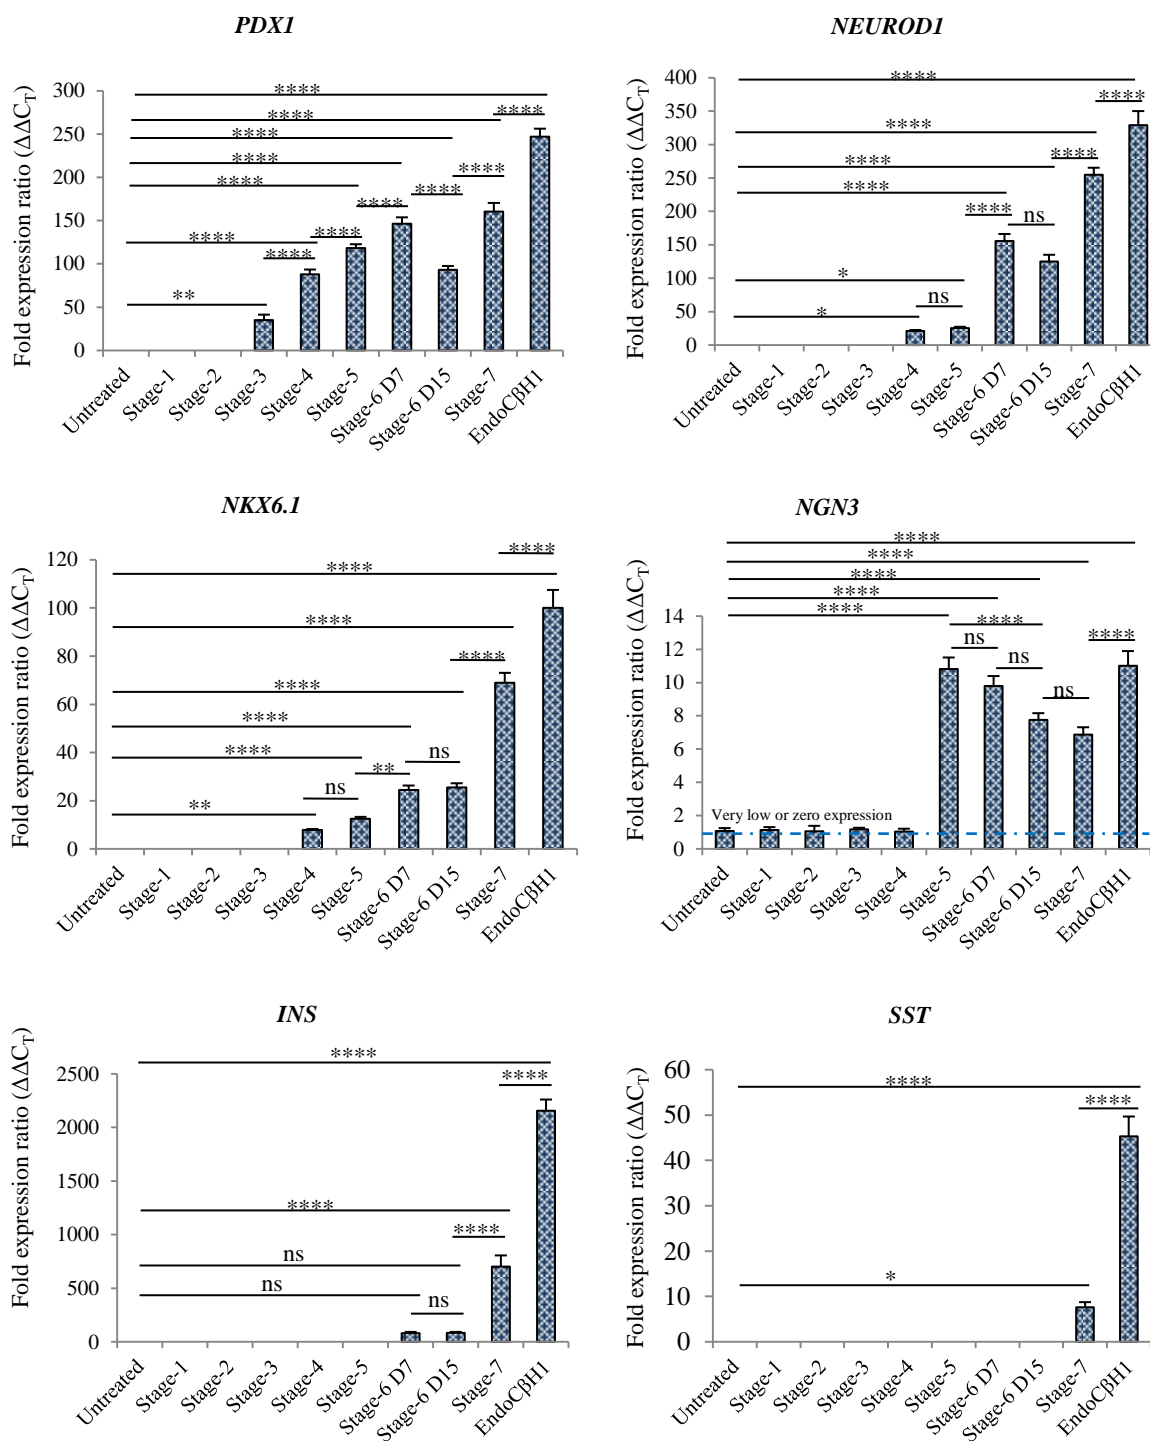 PDX1
Fold expression ratio (ΔΔCT)
300
250
200
150
100
50
0
****
****
****
****
****
****
**
****
****
****
****
****
****
Untreated
Stage-1
Stage-2
Stage-3
Stage-4
Stage-5
Stage-6 D7
Stage-6 D15
Stage-7
EndoCβH1
NEUROD1
Fold expression ratio (ΔΔCT)
400
350
300
250
200
150
100
50
0
****
****
****
****
****
****
****
ns
*
ns
*
Untreated
Stage-1
Stage-2
Stage-3
Stage-4
Stage-5
Stage-6 D7
Stage-6 D15
Stage-7
EndoCβH1
NKX6.1
Fold expression ratio (ΔΔCT)
120
100
80
60
40
20
0
****
****
****
****
****
****
****
ns
**
ns
**
Untreated
Stage-1
Stage-2
Stage-3
Stage-4
Stage-5
Stage-6 D7
Stage-6 D15
Stage-7
EndoCβH1
NGN3
Fold expression ratio (ΔΔCT)
14
12
10
8
6
4
2
0
****
****
****
****
****
****
****
ns
ns
ns
Very low or zero expression
Untreated
Stage-1
Stage-2
Stage-3
Stage-4
Stage-5
Stage-6 D7
Stage-6 D15
Stage-7
EndoCβH1
INS
Fold expression ratio (ΔΔCT)
2500
2000
1500
1000
500
0
****
****
****
****
ns
ns
ns
Untreated
Stage-1
Stage-2
Stage-3
Stage-4
Stage-5
Stage-6 D7
Stage-6 D15
Stage-7
EndoCβH1
SST
Fold expression ratio (ΔΔCT)
60
50
40
30
20
10
0
****
****
*
Untreated
Stage-1
Stage-2
Stage-3
Stage-4
Stage-5
Stage-6 D7
Stage-6 D15
Stage-7
EndoCβH1